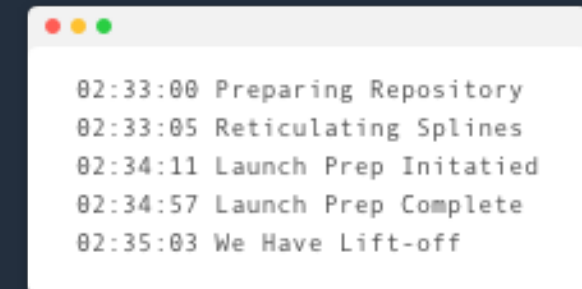 02:33:00 Preparing Repository
02:33:05 Reticulating Splines
02:34:11 Launch Prep Initatied
02:34:57 Launch Prep Complete
02:35:03 We Have Lift-off